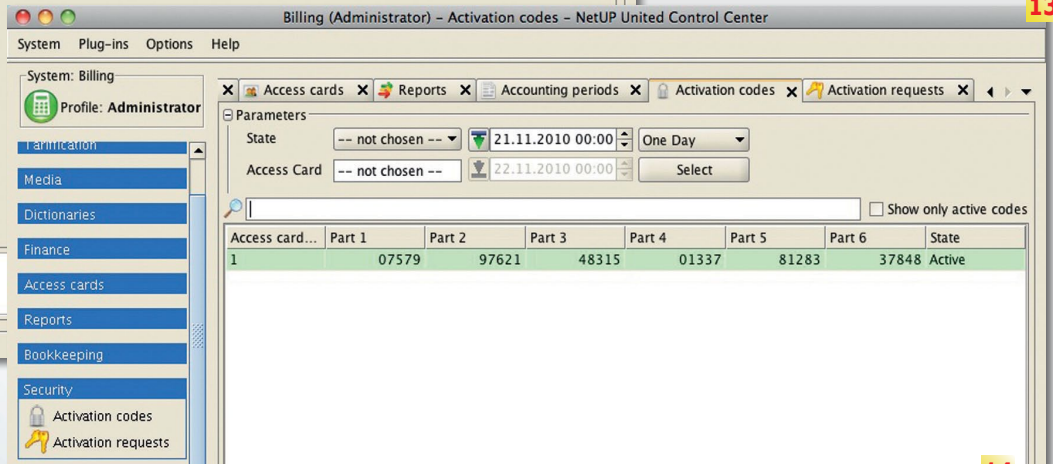 13
Billing (Administrator) – Activation codes – NetUP United Control Center
System Plug-ins Options Help
System: Billing
Profile: Administrator
Access cards Reports Accounting periods Activation codes Activation requests
Parameters
State -- not chosen -- 21.11.2010 00:00 One Day
Access Card -- not chosen -- 22.11.2010 00:00 Select
Show only active codes
Access card... Part 1 Part 2 Part 3 Part 4 Part 5 Part 6 State
1 07579 97621 48315 01337 81283 37848 Active
Tarification
Media
Dictionaries
Finance
Access cards
Reports
Bookkeeping
Security
Activation codes
Activation requests